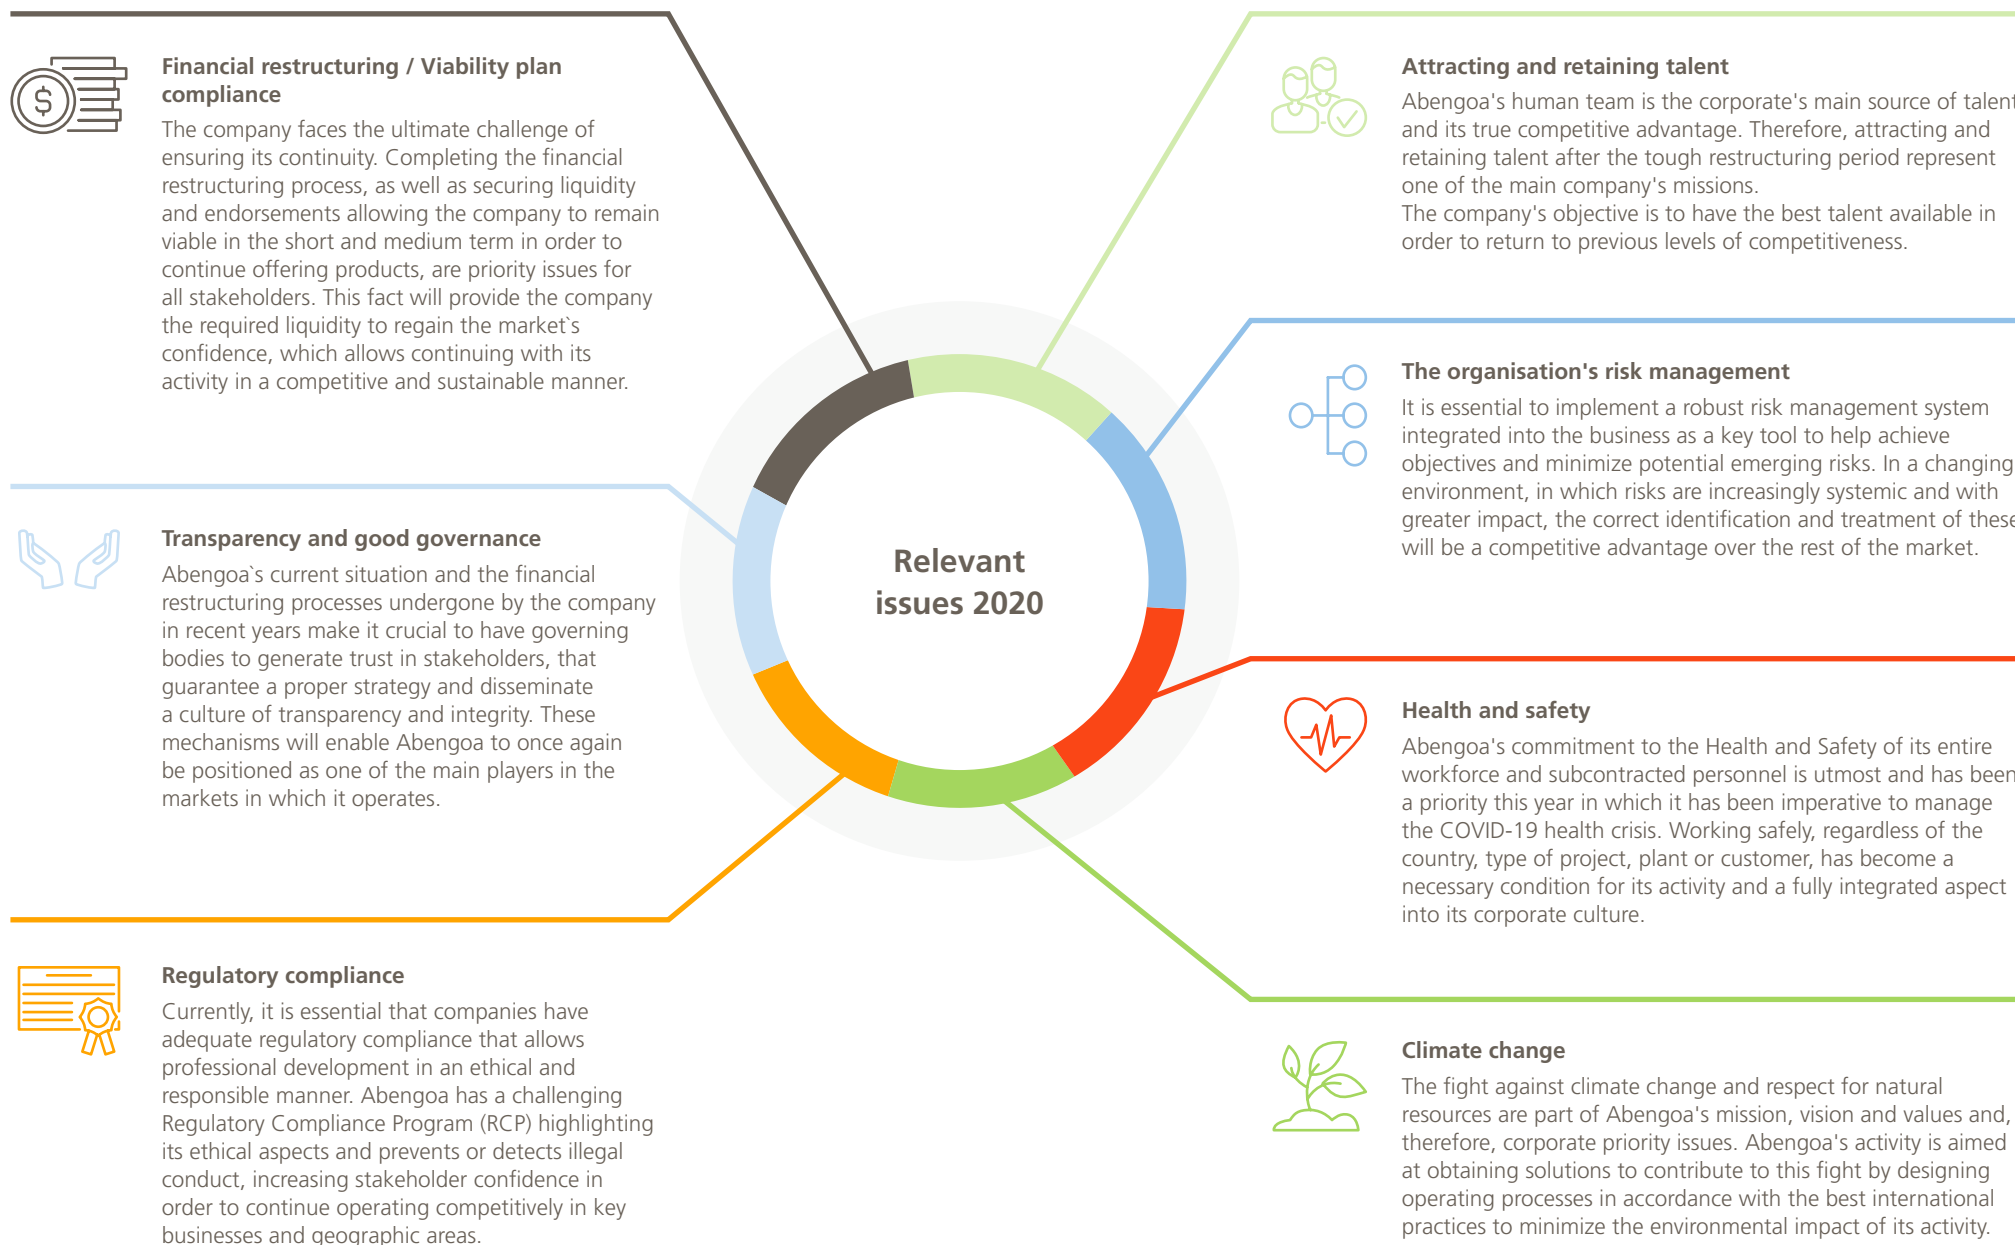 Financial restructuring / Viability plan
compliance
The company faces the ultimate challenge of
ensuring its continuity. Completing the financial
restructuring process, as well as securing liquidity
and endorsements allowing the company to remain
viable in the short and medium term in order to
continue offering products, are priority issues for
all stakeholders. This fact will provide the company
the required liquidity to regain the market`s
confidence, which allows continuing with its
activity in a competitive and sustainable manner.
Transparency and good governance
Abengoa`s current situation and the financial
restructuring processes undergone by the company
in recent years make it crucial to have governing
bodies to generate trust in stakeholders, that
guarantee a proper strategy and disseminate
a culture of transparency and integrity. These
mechanisms will enable Abengoa to once again
be positioned as one of the main players in the
markets in which it operates.
Regulatory compliance
Currently, it is essential that companies have
adequate regulatory compliance that allows
professional development in an ethical and
responsible manner. Abengoa has a challenging
Regulatory Compliance Program (RCP) highlighting
its ethical aspects and prevents or detects illegal
conduct, increasing stakeholder confidence in
order to continue operating competitively in key
businesses and geographic areas.
Relevant
issues 2020
Attracting and retaining talent
Abengoa's human team is the corporate's main source of talent
and its true competitive advantage. Therefore, attracting and
retaining talent after the tough restructuring period represent
one of the main company's missions.
The company's objective is to have the best talent available in
order to return to previous levels of competitiveness.
The organisation's risk management
It is essential to implement a robust risk management system
integrated into the business as a key tool to help achieve
objectives and minimize potential emerging risks. In a changing
environment, in which risks are increasingly systemic and with
greater impact, the correct identification and treatment of these
will be a competitive advantage over the rest of the market.
Health and safety
Abengoa's commitment to the Health and Safety of its entire
workforce and subcontracted personnel is utmost and has been
a priority this year in which it has been imperative to manage
the COVID-19 health crisis. Working safely, regardless of the
country, type of project, plant or customer, has become a
necessary condition for its activity and a fully integrated aspect
into its corporate culture.
Climate change
The fight against climate change and respect for natural
resources are part of Abengoa's mission, vision and values and,
therefore, corporate priority issues. Abengoa's activity is aimed
at obtaining solutions to contribute to this fight by designing
operating processes in accordance with the best international
practices to minimize the environmental impact of its activity.